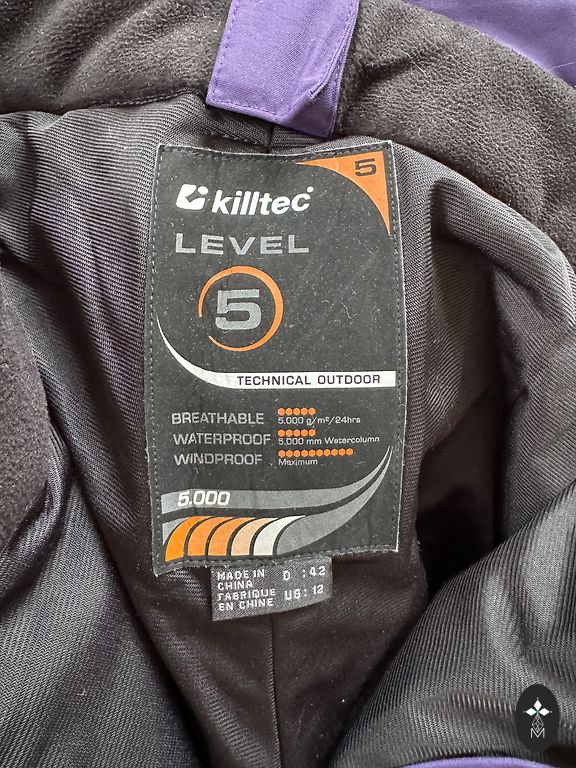 5
killtec
LEVEL
5
TECHNICAL OUTDOOR
BREATHABLE 5.000 g/m²/24hrs
WATERPROOF 5.000 mm Watercolumn
WINDPROOF Maximum
5.000
MADE IN CHINA D : 42
FABRIQUE EN CHINE US : 12
M